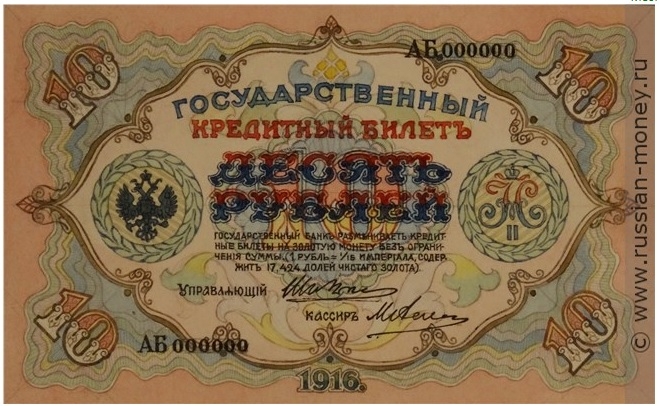 10
АБ 000000
10
ГОСУДАРСТВЕННЫЙ
КРЕДИТНЫЙ БИЛЕТЪ
ДЕСЯТЬ
РУБЛЕЙ
II
ГОСУДАРСТВЕННЫЙ БАНКЪ РАЗМѢНИВАЕТЪ КРЕДИТ-
НЫЕ БИЛЕТЫ НА ЗОЛОТУЮ МОНЕТУ БЕЗЪ ОГРАНИ-
ЧЕНІЯ СУММЫ, (1 РУБЛЬ = 1/15 ИМПЕРІАЛА, СОДЕР-
ЖИТЪ 17,424 ДОЛЕЙ ЧИСТАГО ЗОЛОТА).
УПРАВЛЯЮЩІЙ
КАССИРЪ
10
АБ 000000
10
1916.
© www.russian-money.ru